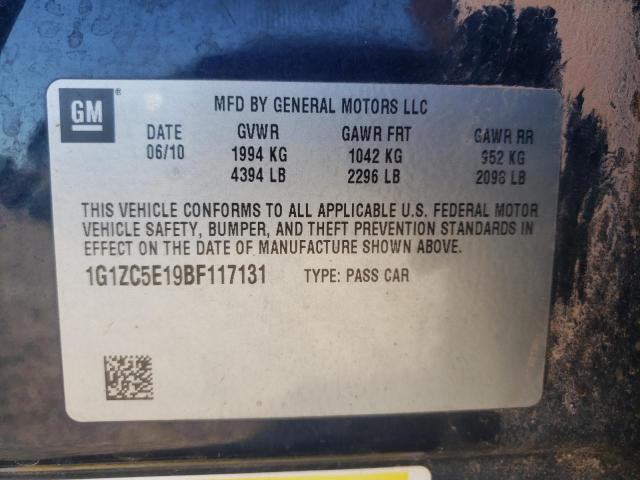 GM ®
MFD BY GENERAL MOTORS LLC
DATE GVWR GAWR FRT GAWR RR
06/10 1994 KG 1042 KG 952 KG
4394 LB 2296 LB 2098 LB
THIS VEHICLE CONFORMS TO ALL APPLICABLE U.S. FEDERAL MOTOR
VEHICLE SAFETY, BUMPER, AND THEFT PREVENTION STANDARDS IN
EFFECT ON THE DATE OF MANUFACTURE SHOWN ABOVE.
1G1ZC5E19BF117131 TYPE: PASS CAR